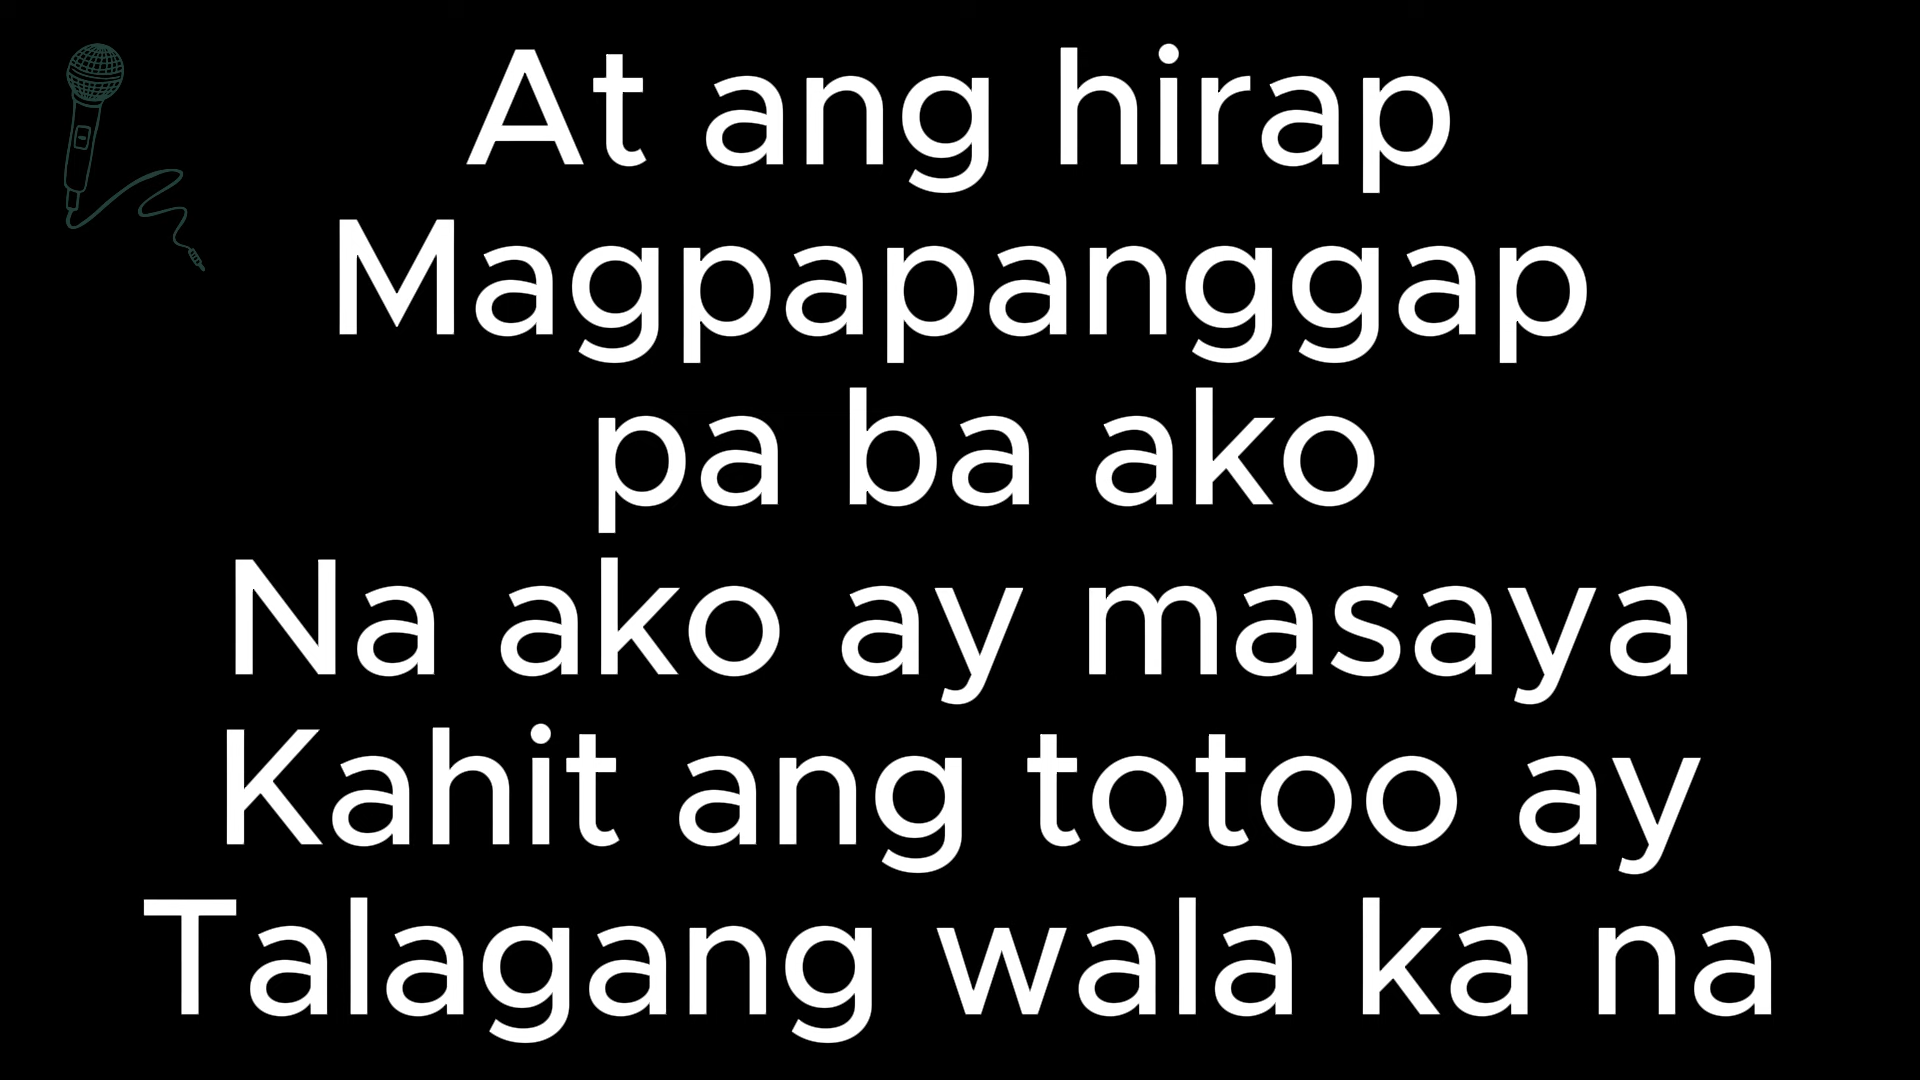 At ang hirap
Magpapanggap
pa ba ako
Na ako ay masaya
Kahit ang totoo ay
Talagang wala ka na